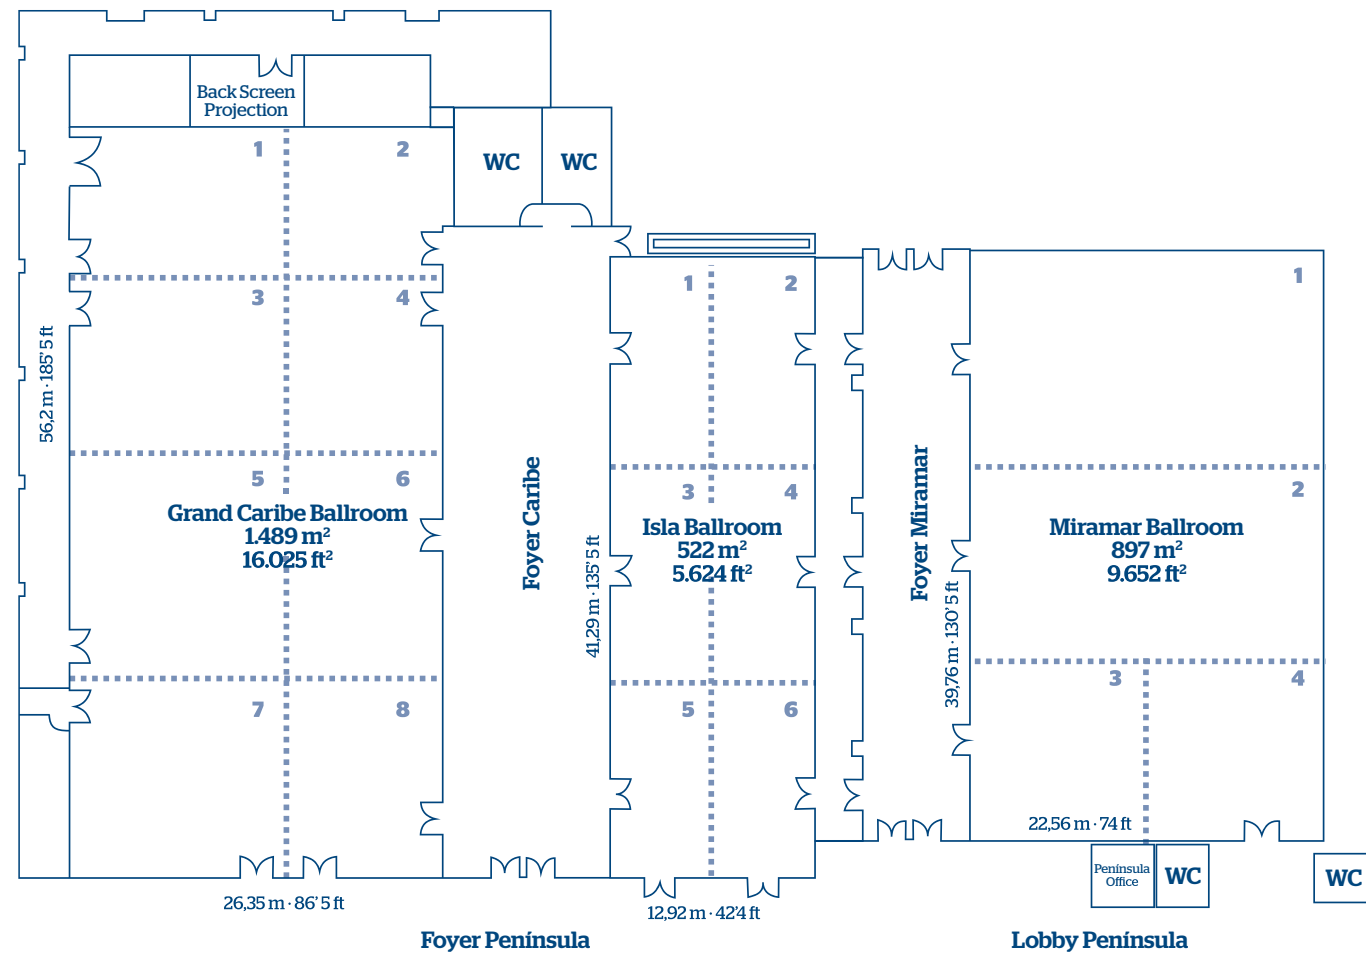 Back Screen
Projection
1
2
WC
WC
3
4
5
6
7
8
56,2 m · 185' 5 ft
Grand Caribe Ballroom
1.489 m²
16.025 ft²
26,35 m · 86' 5 ft
Foyer Caribe
41,29 m · 135' 5 ft
1
2
3
4
Isla Ballroom
522 m²
5.624 ft²
5
6
12,92 m · 42'4 ft
Foyer Miramar
39,76 m · 130' 5 ft
1
2
Miramar Ballroom
897 m²
9.652 ft²
3
4
22,56 m · 74 ft
Península
Office
WC
WC
Foyer Península
Lobby Península